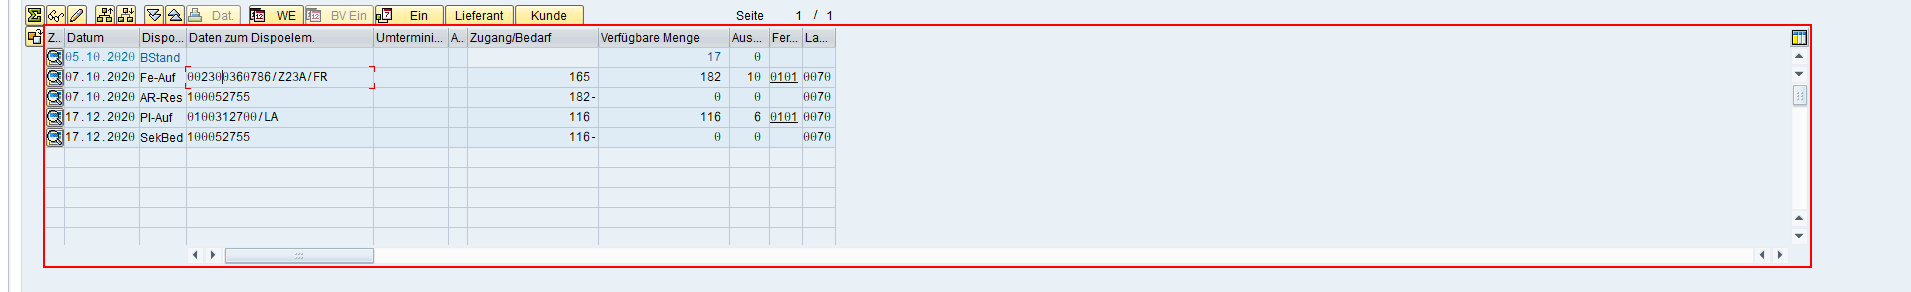 Dat. WE BV Ein Ein Lieferant Kunde Seite 1 / 1
Z.. Datum Dispo... Daten zum Dispoelem. Umtermini... A.. Zugang/Bedarf Verfügbare Menge Aus... Fer... La...
05.10.2020 BStand 17 0
07.10.2020 Fe-Auf 002300360786/Z23A/FR 165 182 10 0101 0070
07.10.2020 AR-Res 100052755 182- 0 0 0070
17.12.2020 Pl-Auf 0100312700/LA 116 116 6 0101 0070
17.12.2020 SekBed 100052755 116- 0 0 0070